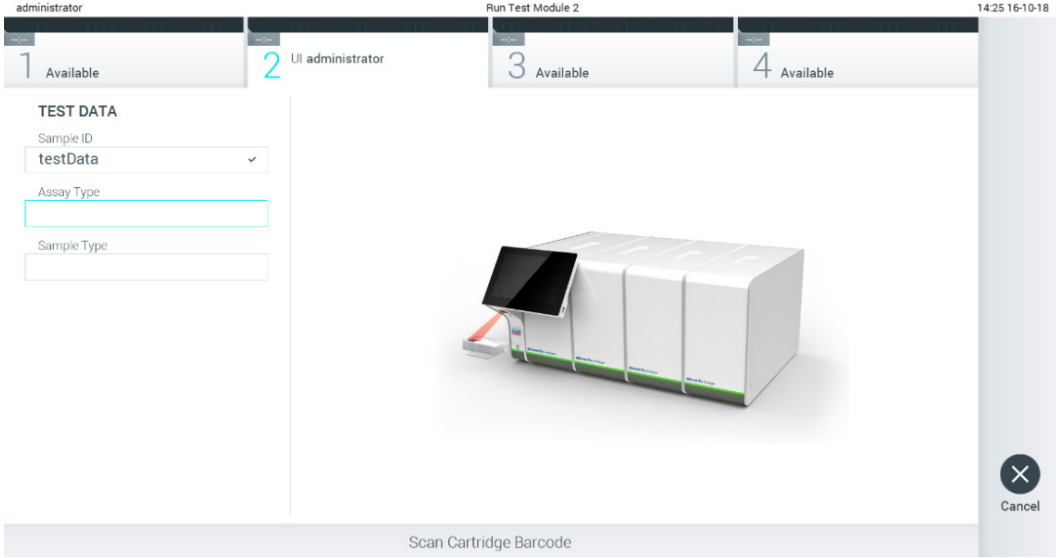 administrator
Run Test Module 2
14:25 16-10-18
1 Available
2 UI administrator
3 Available
4 Available
TEST DATA
Sample ID
testData
Assay Type
Sample Type
Cancel
Scan Cartridge Barcode